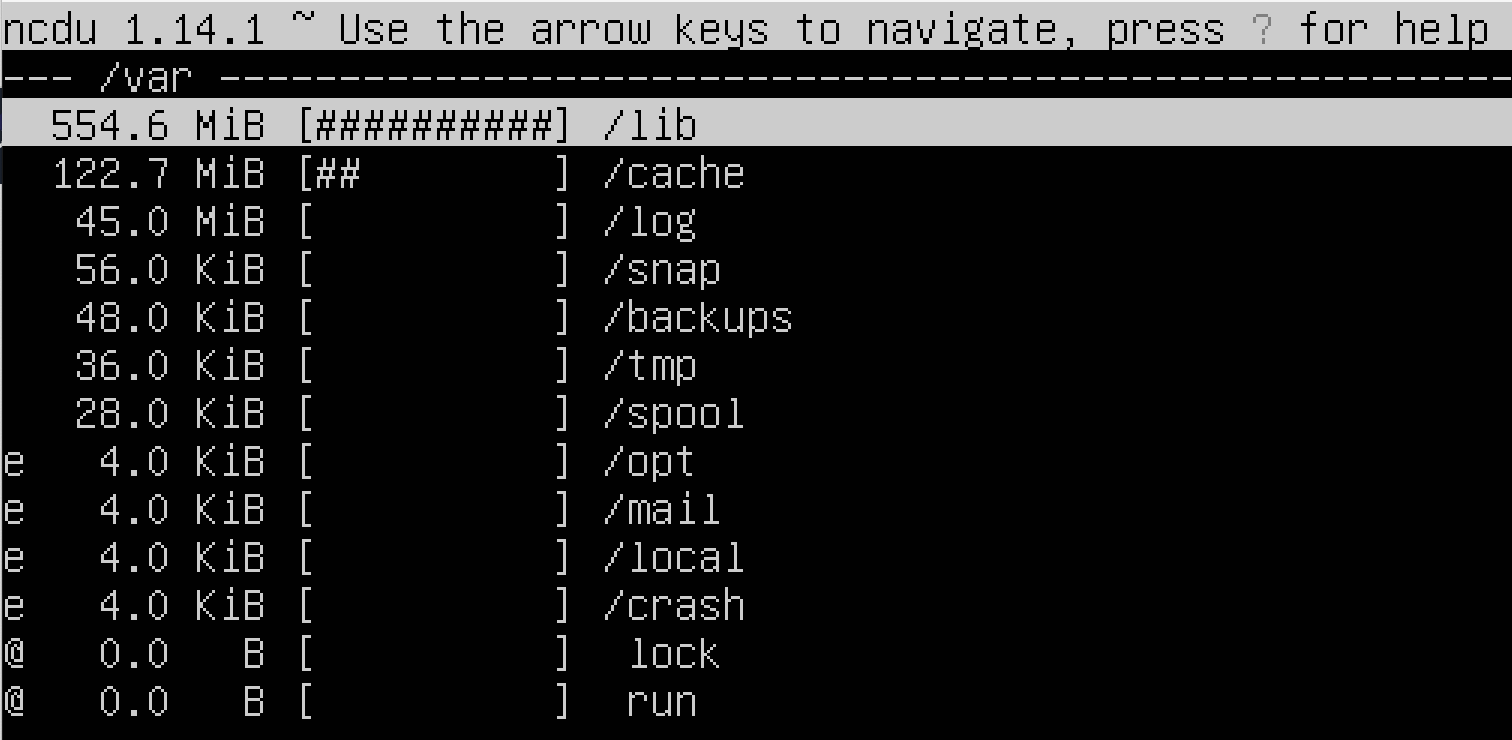 ncdu 1.14.1 ~ Use the arrow keys to navigate, press ? for help
--- /var -----------------------------------------------------
  554.6 MiB [##########] /lib
  122.7 MiB [##        ] /cache
   45.0 MiB [          ] /log
   56.0 KiB [          ] /snap
   48.0 KiB [          ] /backups
   36.0 KiB [          ] /tmp
   28.0 KiB [          ] /spool
e   4.0 KiB [          ] /opt
e   4.0 KiB [          ] /mail
e   4.0 KiB [          ] /local
e   4.0 KiB [          ] /crash
@   0.0   B [          ]  lock
@   0.0   B [          ]  run